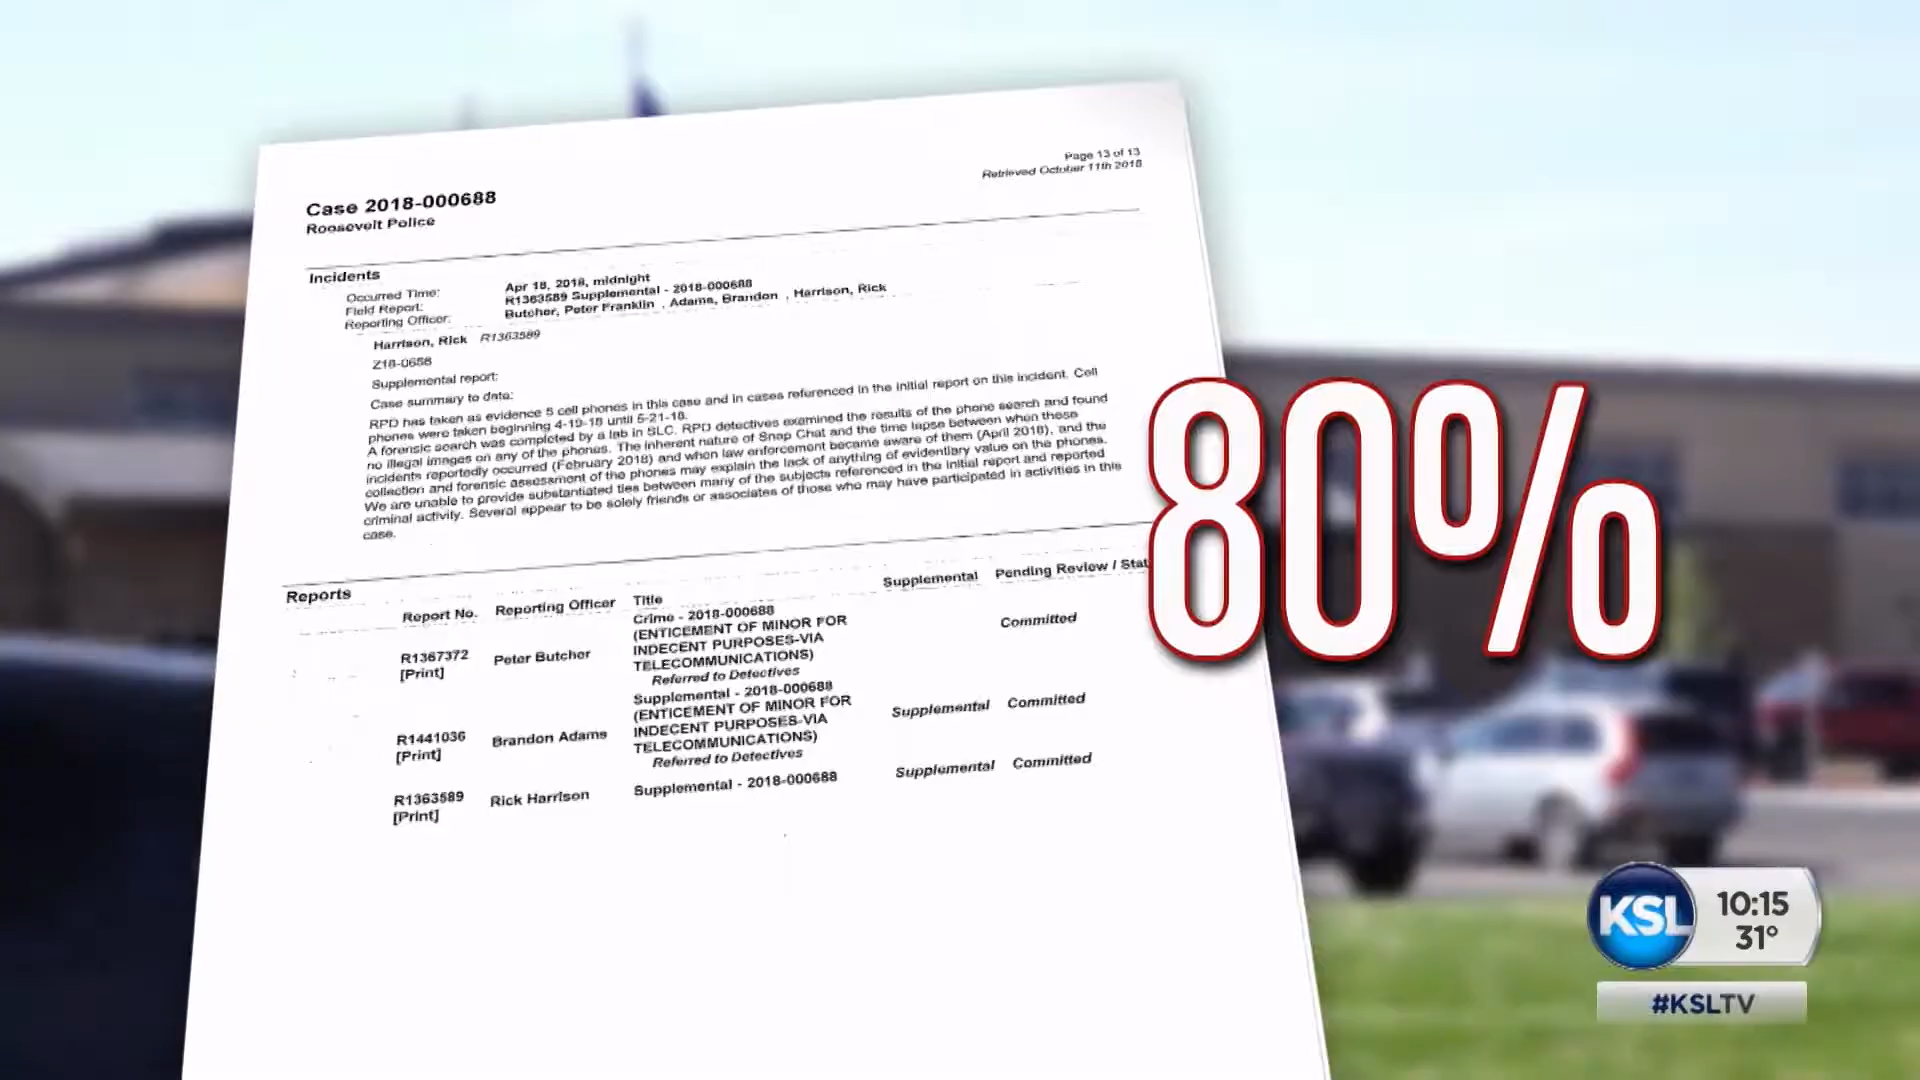 Page 13 of 13
Retrieved October 11th 2018
Case 2018-000688
Roosevelt Police
Incidents
Occurred Time: Apr 18, 2018, midnight
Field Report: R1363589 Supplemental - 2018-000688
Reporting Officer: Butcher, Peter Franklin , Adams, Brandon , Harrison, Rick
Harrison, Rick R1363589
Z18-0688
Supplemental report:
Case summary to date:
RPD has taken as evidence 5 cell phones in this case and in cases referenced in the initial report on this incident. Cell
phones were taken beginning 4-19-18 until 5-21-18.
A forensic search was completed by a lab in SLC. RPD detectives examined the results of the phone search and found
no illegal images on any of the phones. The inherent nature of Snap Chat and the time lapse between when these
incidents reportedly occurred (February 2018) and when law enforcement became aware of them (April 2018), and the
collection and forensic assessment of the phones may explain the lack of anything of evidentiary value on the phones.
We are unable to provide substantiated ties between many of the subjects referenced in the initial report and reported
criminal activity. Several appear to be solely friends or associates of those who may have participated in activities in this
case.
Reports
Report No. Reporting Officer Title Supplemental Pending Review / Stat
R1367372 Peter Butcher Crime - 2018-000688 Committed
[Print] (ENTICEMENT OF MINOR FOR
INDECENT PURPOSES-VIA
TELECOMMUNICATIONS)
Referred to Detectives
R1441036 Brandon Adams Supplemental - 2018-000688 Supplemental Committed
[Print] (ENTICEMENT OF MINOR FOR
INDECENT PURPOSES-VIA
TELECOMMUNICATIONS)
Referred to Detectives
R1363589 Rick Harrison Supplemental - 2018-000688 Supplemental Committed
[Print]
80%
KSL 10:15
31°
#KSLTV